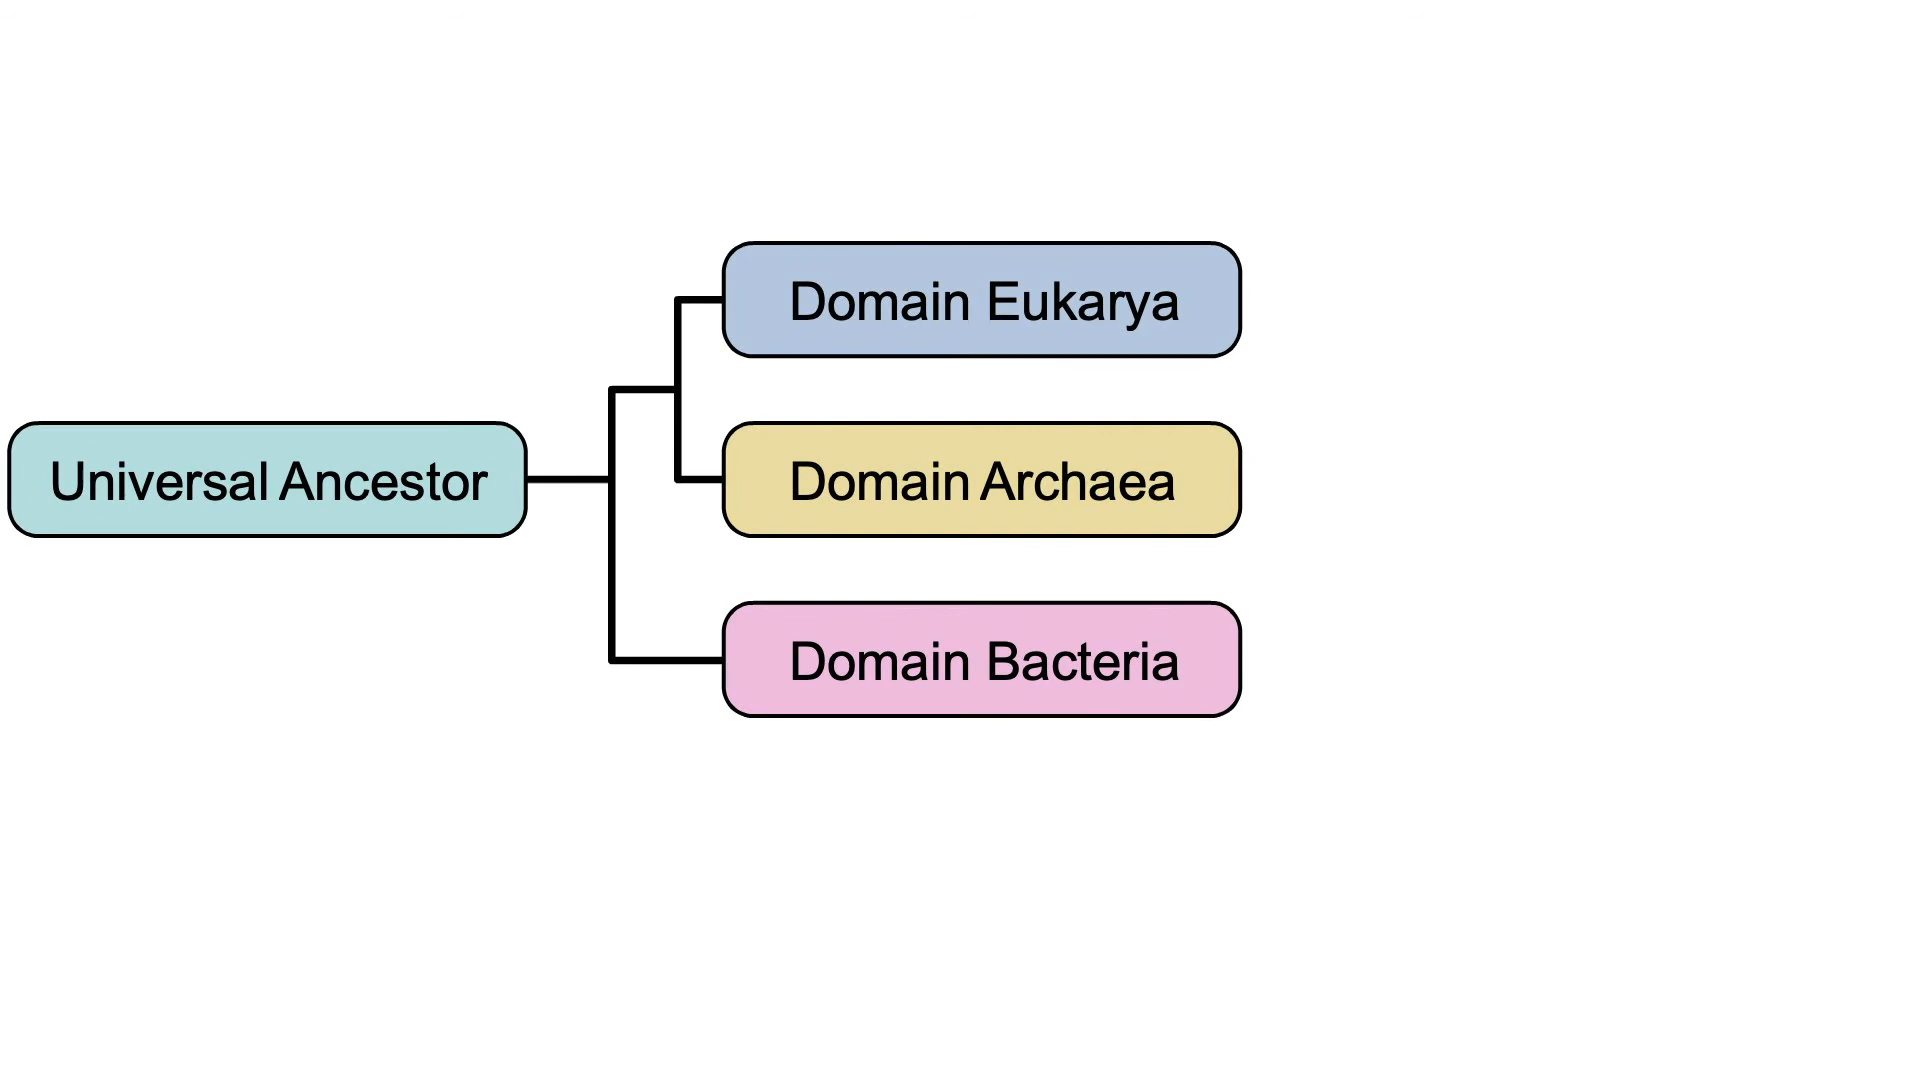 Domain Eukarya
Universal Ancestor
Domain Archaea
Domain Bacteria